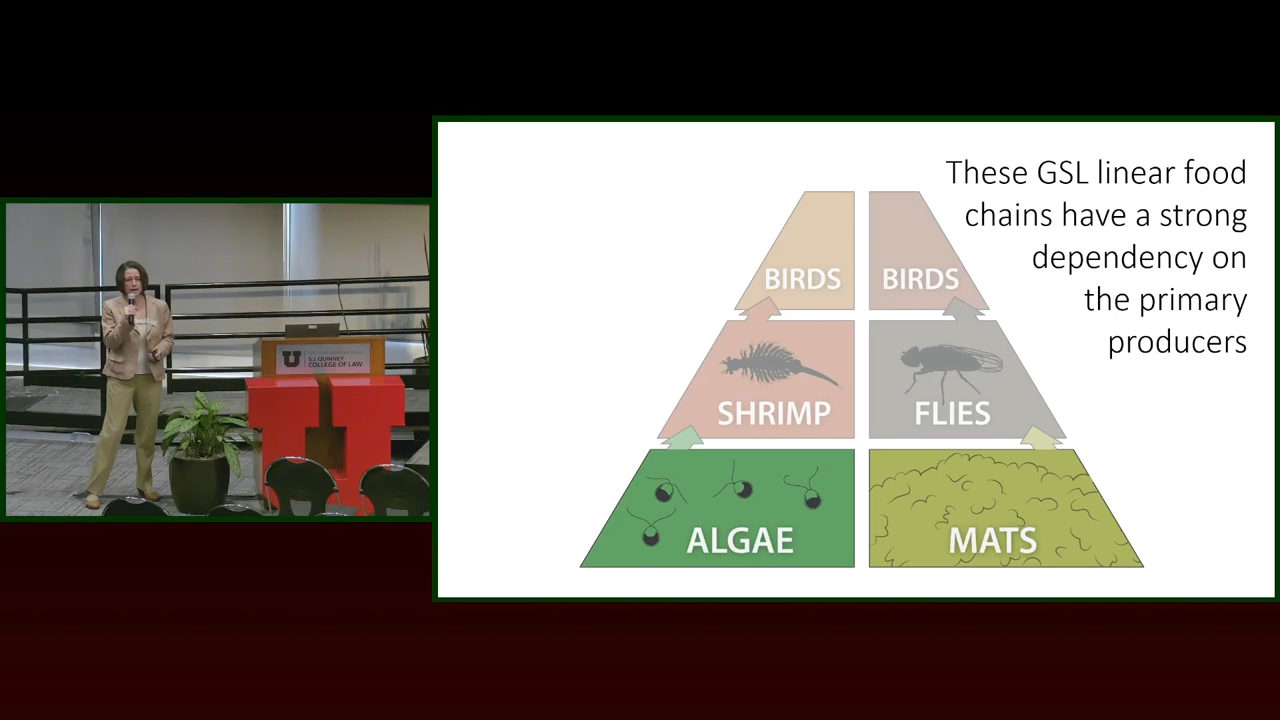 These GSL linear food
chains have a strong
dependency on
the primary
producers
BIRDS BIRDS
SHRIMP FLIES
ALGAE MATS
U
S.J. QUINNEY
COLLEGE OF LAW